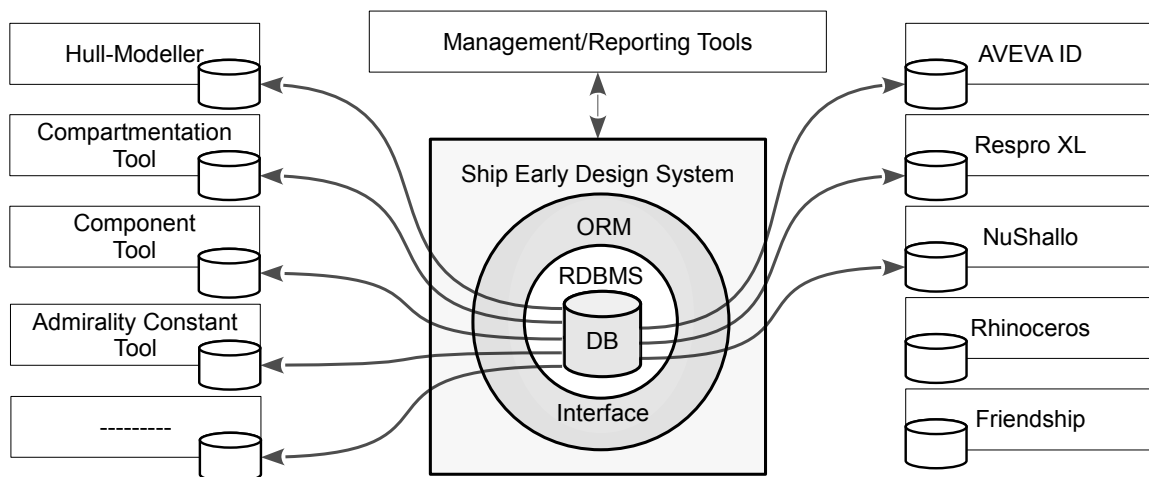 Hull-Modeller
Compartmentation
Tool
Component
Tool
Admirality Constant
Tool
---------
Management/Reporting Tools
Ship Early Design System
ORM
RDBMS
DB
Interface
AVEVA ID
Respro XL
NuShallo
Rhinoceros
Friendship